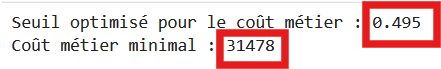 Seuil optimisé pour le coût métier : 0.495
Coût métier minimal : 31478